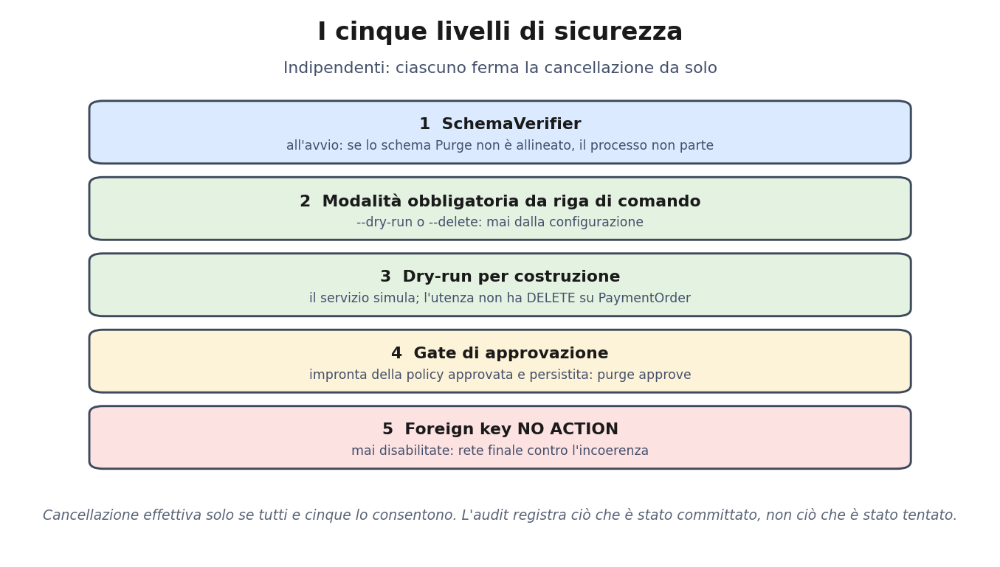 I cinque livelli di sicurezza
Indipendenti: ciascuno ferma la cancellazione da solo
1  SchemaVerifier
all'avvio: se lo schema Purge non è allineato, il processo non parte
2  Modalità obbligatoria da riga di comando
--dry-run o --delete: mai dalla configurazione
3  Dry-run per costruzione
il servizio simula; l'utenza non ha DELETE su PaymentOrder
4  Gate di approvazione
impronta della policy approvata e persistita: purge approve
5  Foreign key NO ACTION
mai disabilitate: rete finale contro l'incoerenza
Cancellazione effettiva solo se tutti e cinque lo consentono. L'audit registra ciò che è stato committato, non ciò che è stato tentato.